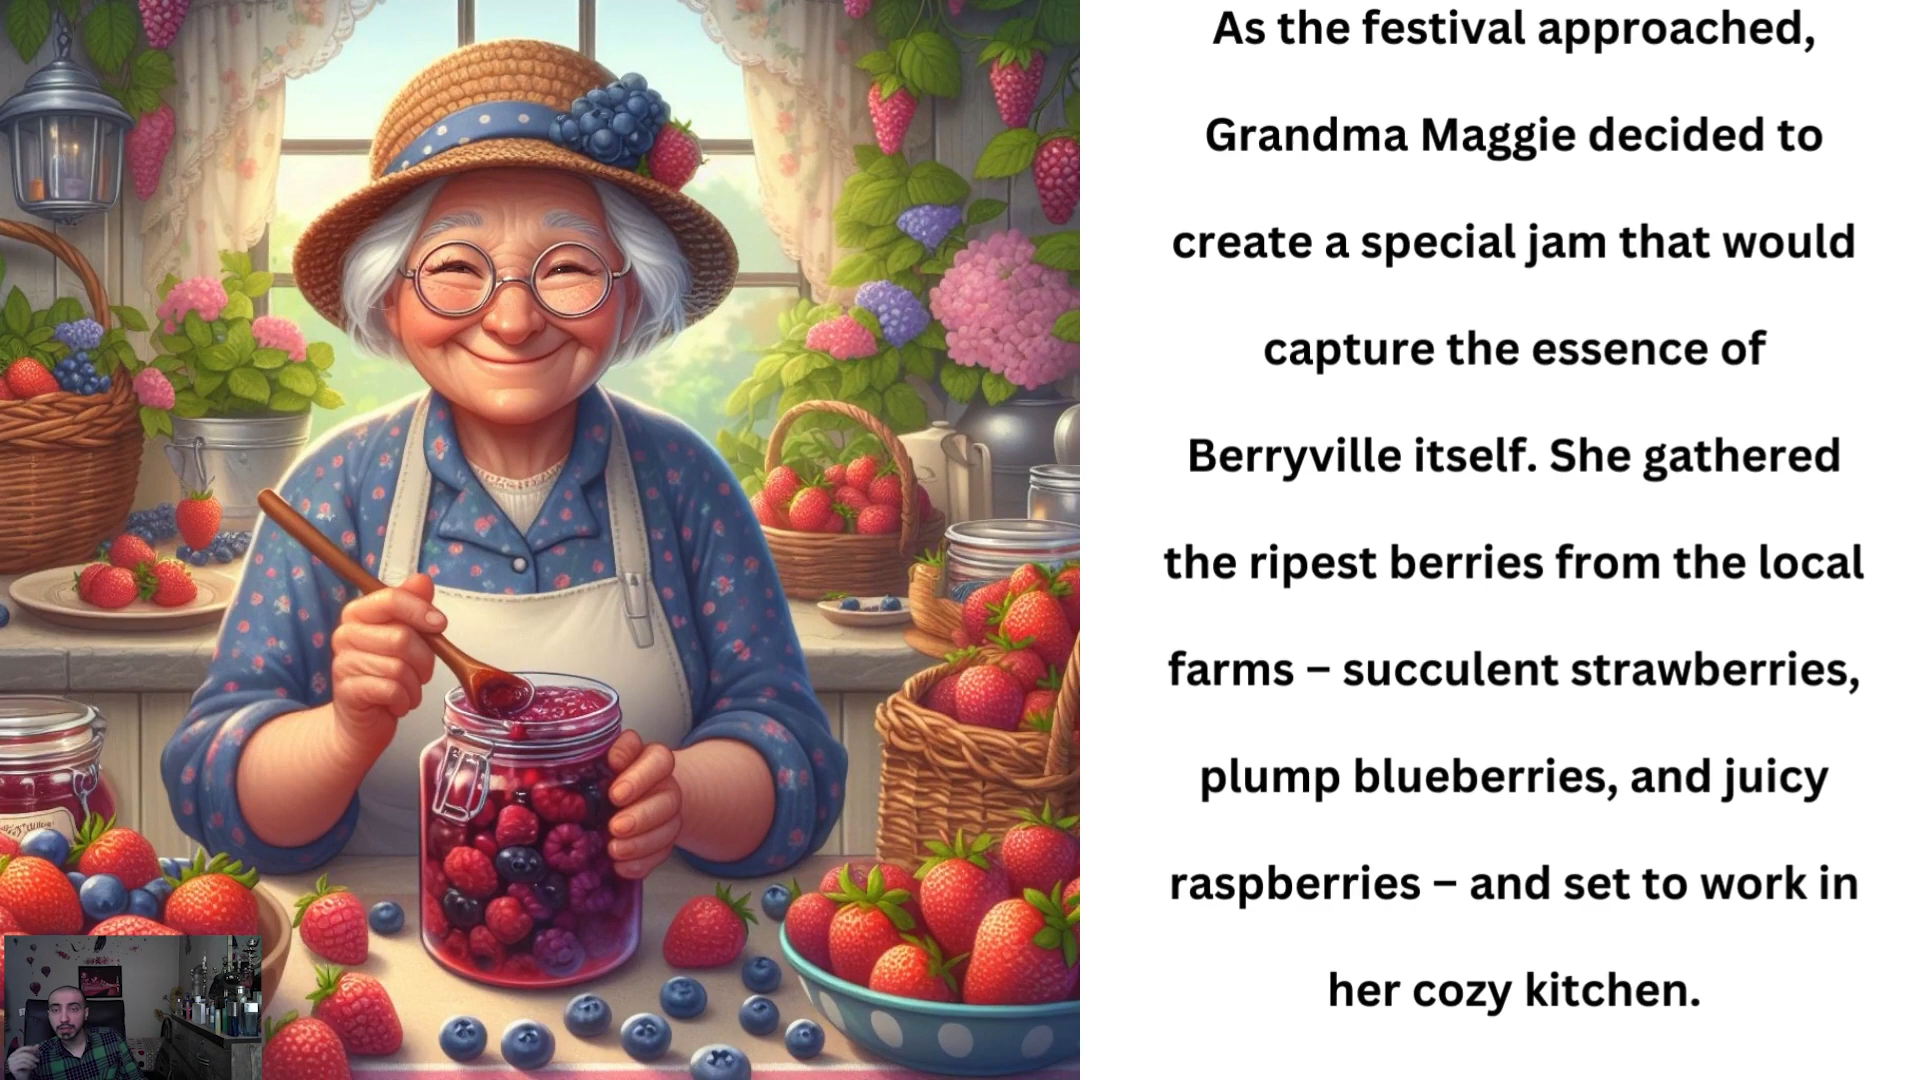 As the festival approached,
Grandma Maggie decided to
create a special jam that would
capture the essence of
Berryville itself. She gathered
the ripest berries from the local
farms – succulent strawberries,
plump blueberries, and juicy
raspberries – and set to work in
her cozy kitchen.